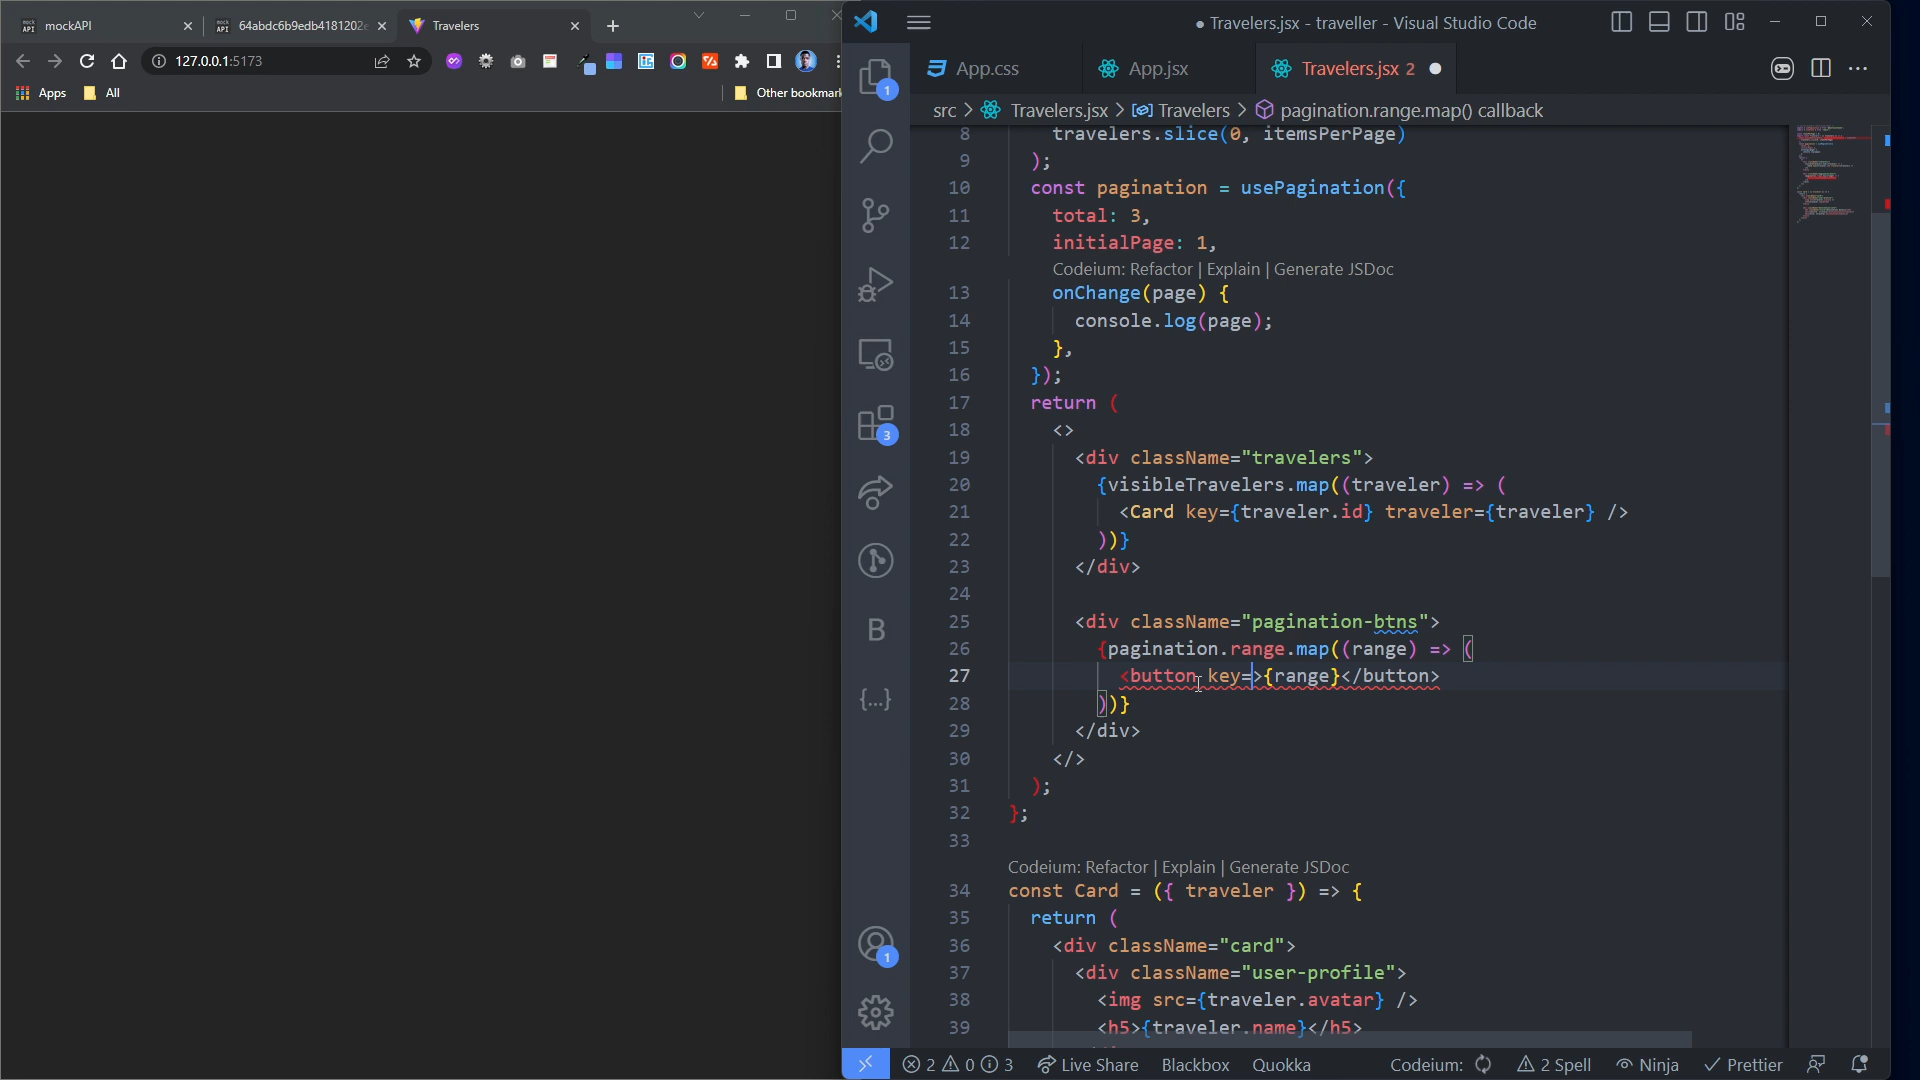 mockAPI
64abdc6b9edb4181202
Travelers
127.0.0.1:5173
Apps
All
Other bookmark
Travelers.jsx - traveller - Visual Studio Code
App.css
App.jsx
Travelers.jsx 2
src > Travelers.jsx > Travelers > pagination.range.map() callback
8 travelers.slice(0, itemsPerPage)
9 );
10 const pagination = usePagination({
11 total: 3,
12 initialPage: 1,
Codeium: Refactor | Explain | Generate JSDoc
13 onChange(page) {
14 console.log(page);
15 },
16 });
17 return (
18 <>
19 <div className="travelers">
20 {visibleTravelers.map((traveler) => (
21 <Card key={traveler.id} traveler={traveler} />
22 ))}
23 </div>
24
25 <div className="pagination-btns">
26 {pagination.range.map((range) => (
27 <button key=>{range}</button>
28 ))}
29 </div>
30 </>
31 );
32 };
33
Codeium: Refactor | Explain | Generate JSDoc
34 const Card = ({ traveler }) => {
35 return (
36 <div className="card">
37 <div className="user-profile">
38 <img src={traveler.avatar} />
39 <h5>{traveler.name}</h5>
1
3
B
{...}
1
2 0 3 Live Share Blackbox Quokka Codeium: 2 Spell Ninja Prettier